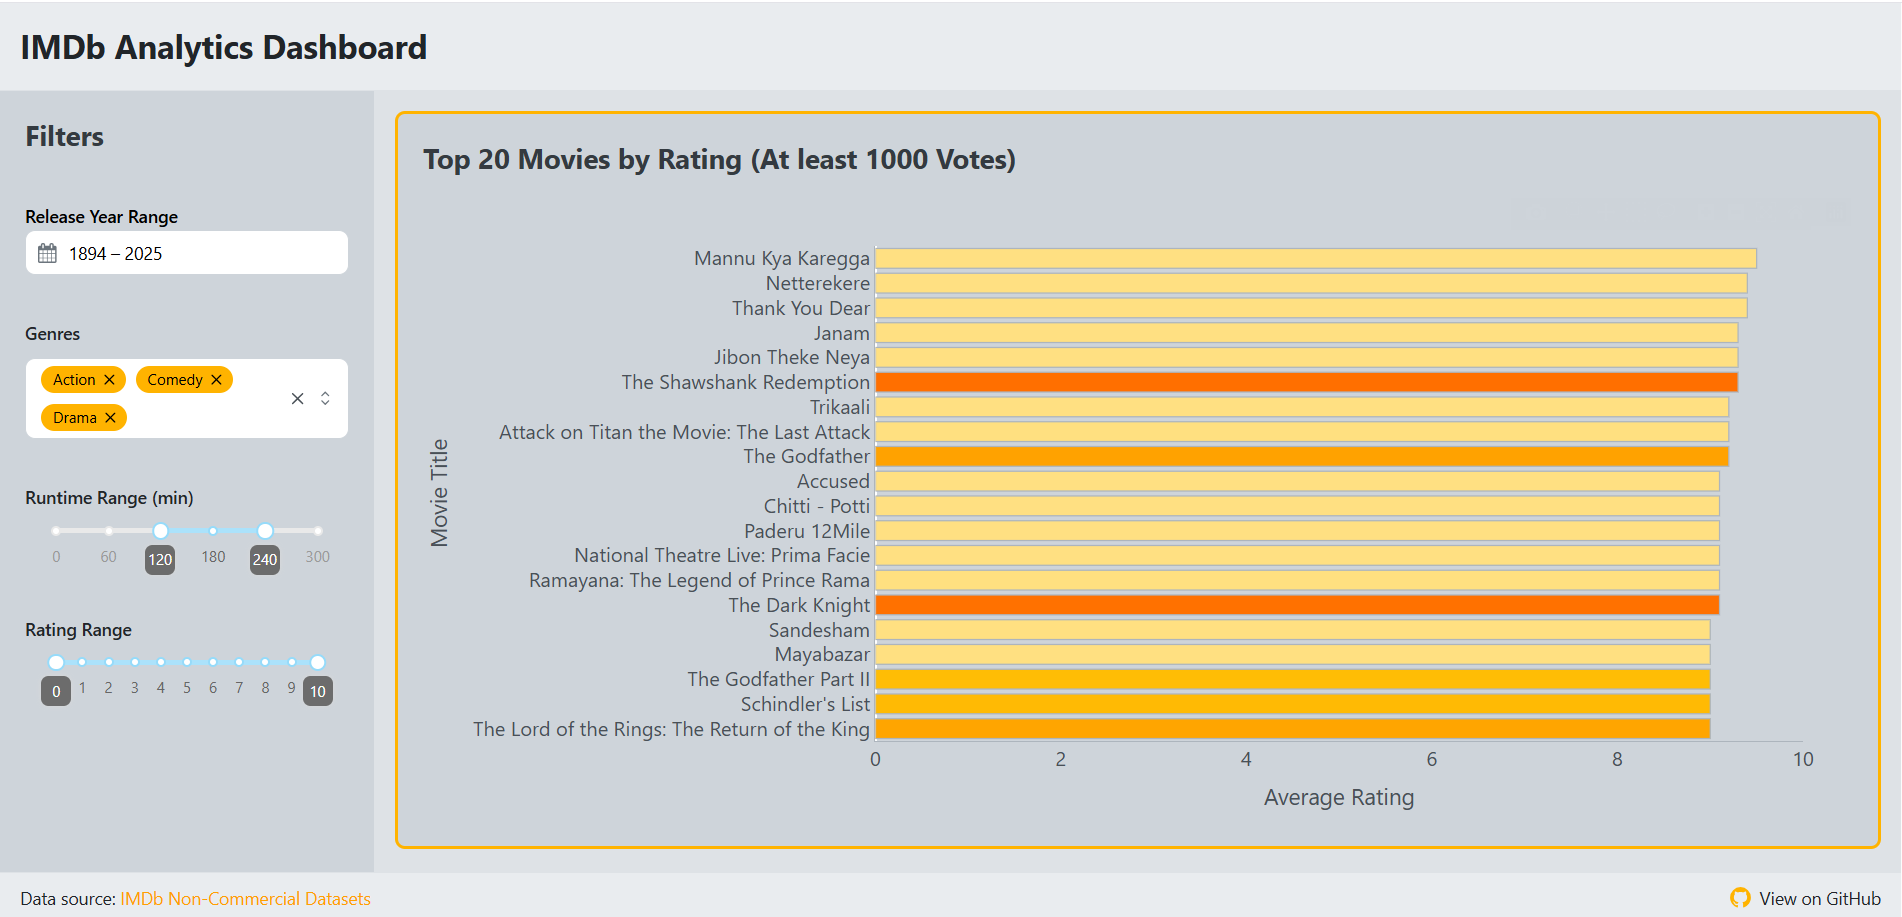 IMDb Analytics Dashboard
Filters
Release Year Range
1894 – 2025
Genres
Action
Comedy
Drama
Runtime Range (min)
0 60 120 180 240 300
Rating Range
0 1 2 3 4 5 6 7 8 9 10
Top 20 Movies by Rating (At least 1000 Votes)
Movie Title
Mannu Kya Karegga
Netterekere
Thank You Dear
Janam
Jibon Theke Neya
The Shawshank Redemption
Trikaali
Attack on Titan the Movie: The Last Attack
The Godfather
Accused
Chitti - Potti
Paderu 12Mile
National Theatre Live: Prima Facie
Ramayana: The Legend of Prince Rama
The Dark Knight
Sandesham
Mayabazar
The Godfather Part II
Schindler's List
The Lord of the Rings: The Return of the King
0 2 4 6 8 10
Average Rating
Data source: IMDb Non-Commercial Datasets
View on GitHub